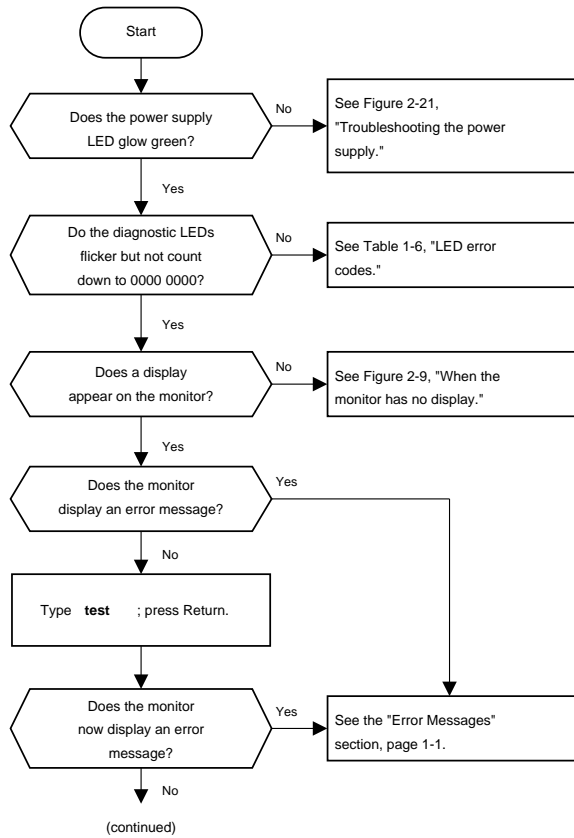 Start
Does the power supply
LED glow green?
No
See Figure 2-21,
"Troubleshooting the power
supply."
Yes
Do the diagnostic LEDs
flicker but not count
down to 0000 0000?
No
See Table 1-6, "LED error
codes."
Yes
Does a display
appear on the monitor?
No
See Figure 2-9, "When the
monitor has no display."
Yes
Does the monitor
display an error message?
Yes
No
Type test ; press Return.
Does the monitor
now display an error
message?
Yes
See the "Error Messages"
section, page 1-1.
No
(continued)